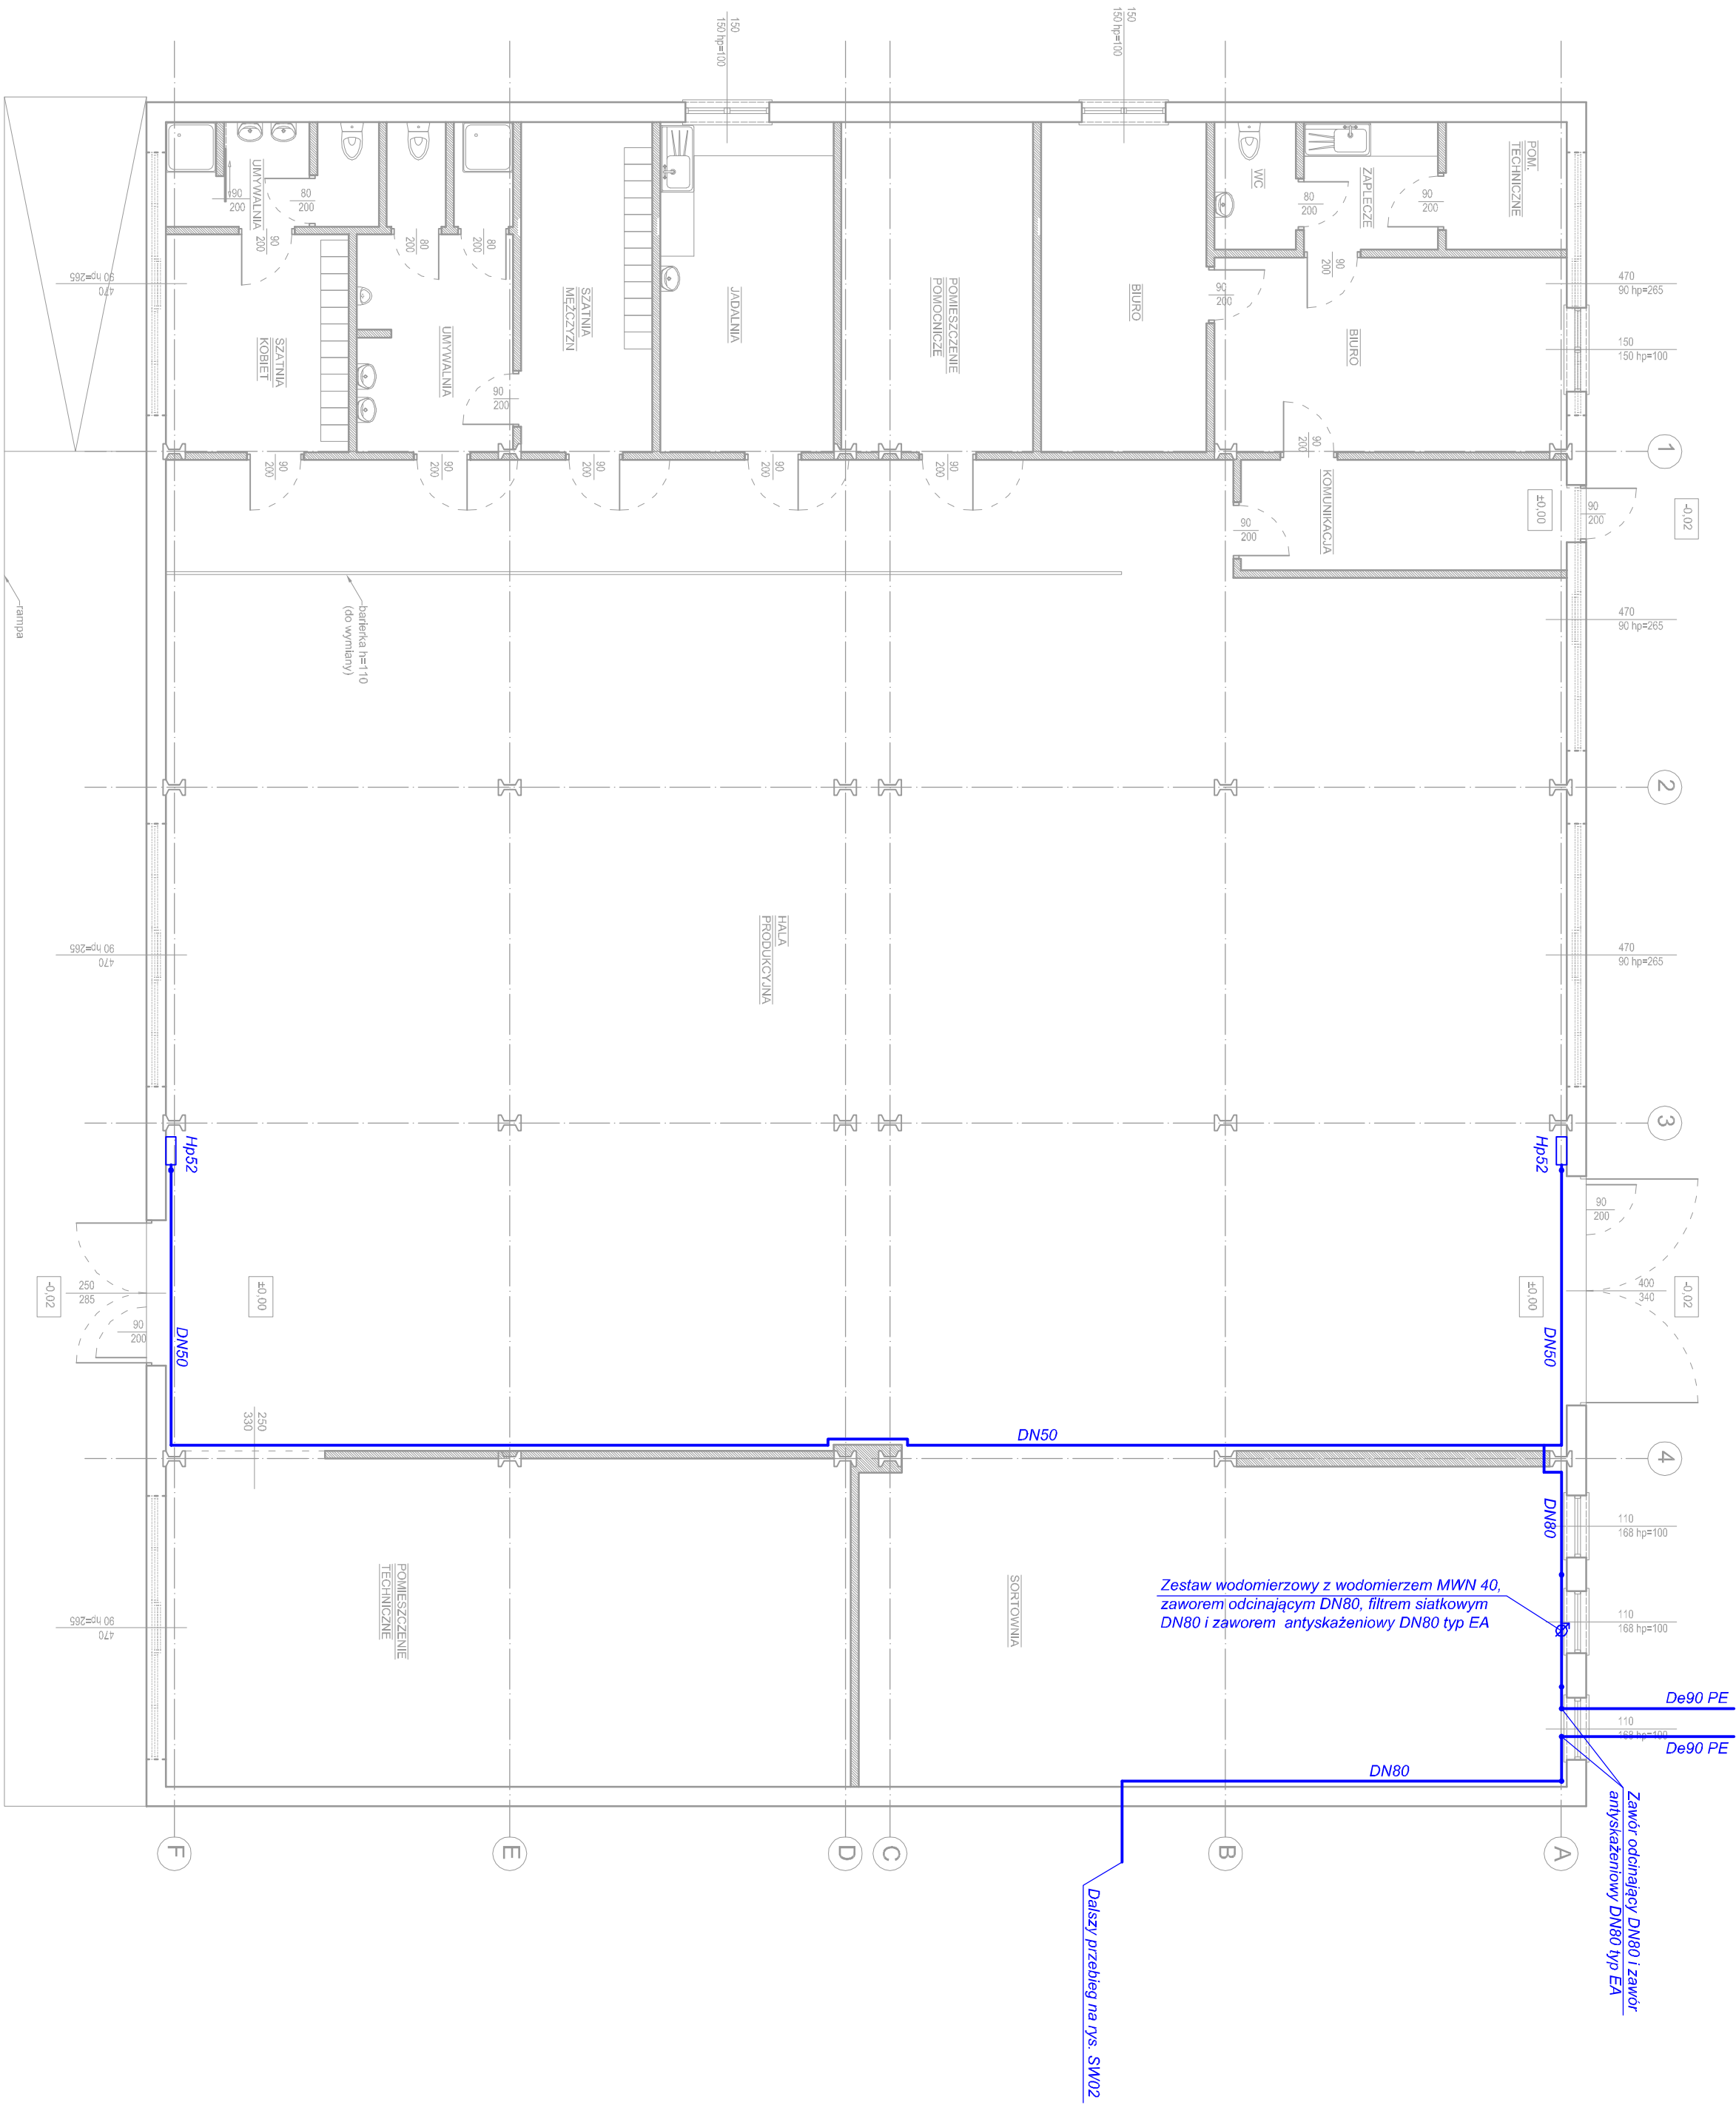 150
150 hp=100
150
150 hp=100
POM.
TECHNICZNE
ZAPLECZE
WC
UMYWALNIA
90
200
80
200
90
200
80
200
80
200
80
200
90
200
90
200
90
200
90
200
BIURO
BIURO
POMIESZCZENIE
POMOCNICZE
JADALNIA
SZATNIA
MĘŻCZYZN
UMYWALNIA
SZATNIA
KOBIET
90
200
470
90 hp=265
470
90 hp=265
150
150 hp=100
90
200
90
200
90
200
90
200
90
200
90
200
1
KOMUNIKACJA
90
200
±0,00
90
200
-0,02
470
90 hp=265
barierka h=110
(do wymiany)
rampa
2
HALA
PRODUKCYJNA
470
90 hp=265
470
90 hp=265
3
Hp52
Hp52
90
200
400
340
-0,02
±0,00
±0,00
-0,02
250
285
90
200
DN50
DN50
250
330
DN50
4
DN80
110
168 hp=100
110
168 hp=100
110
168 hp=100
Zestaw wodomierzowy z wodomierzem MWN 40,
zaworem odcinającym DN80, filtrem siatkowym
DN80 i zaworem antyskażeniowy DN80 typ EA
SORTOWNIA
POMIESZCZENIE
TECHNICZNE
470
90 hp=265
De90 PE
De90 PE
DN80
Zawór odcinający DN80 i zawór
antyskażeniowy DN80 typ EA
F
E
D
C
B
A
Dalszy przebieg na rys. SW02